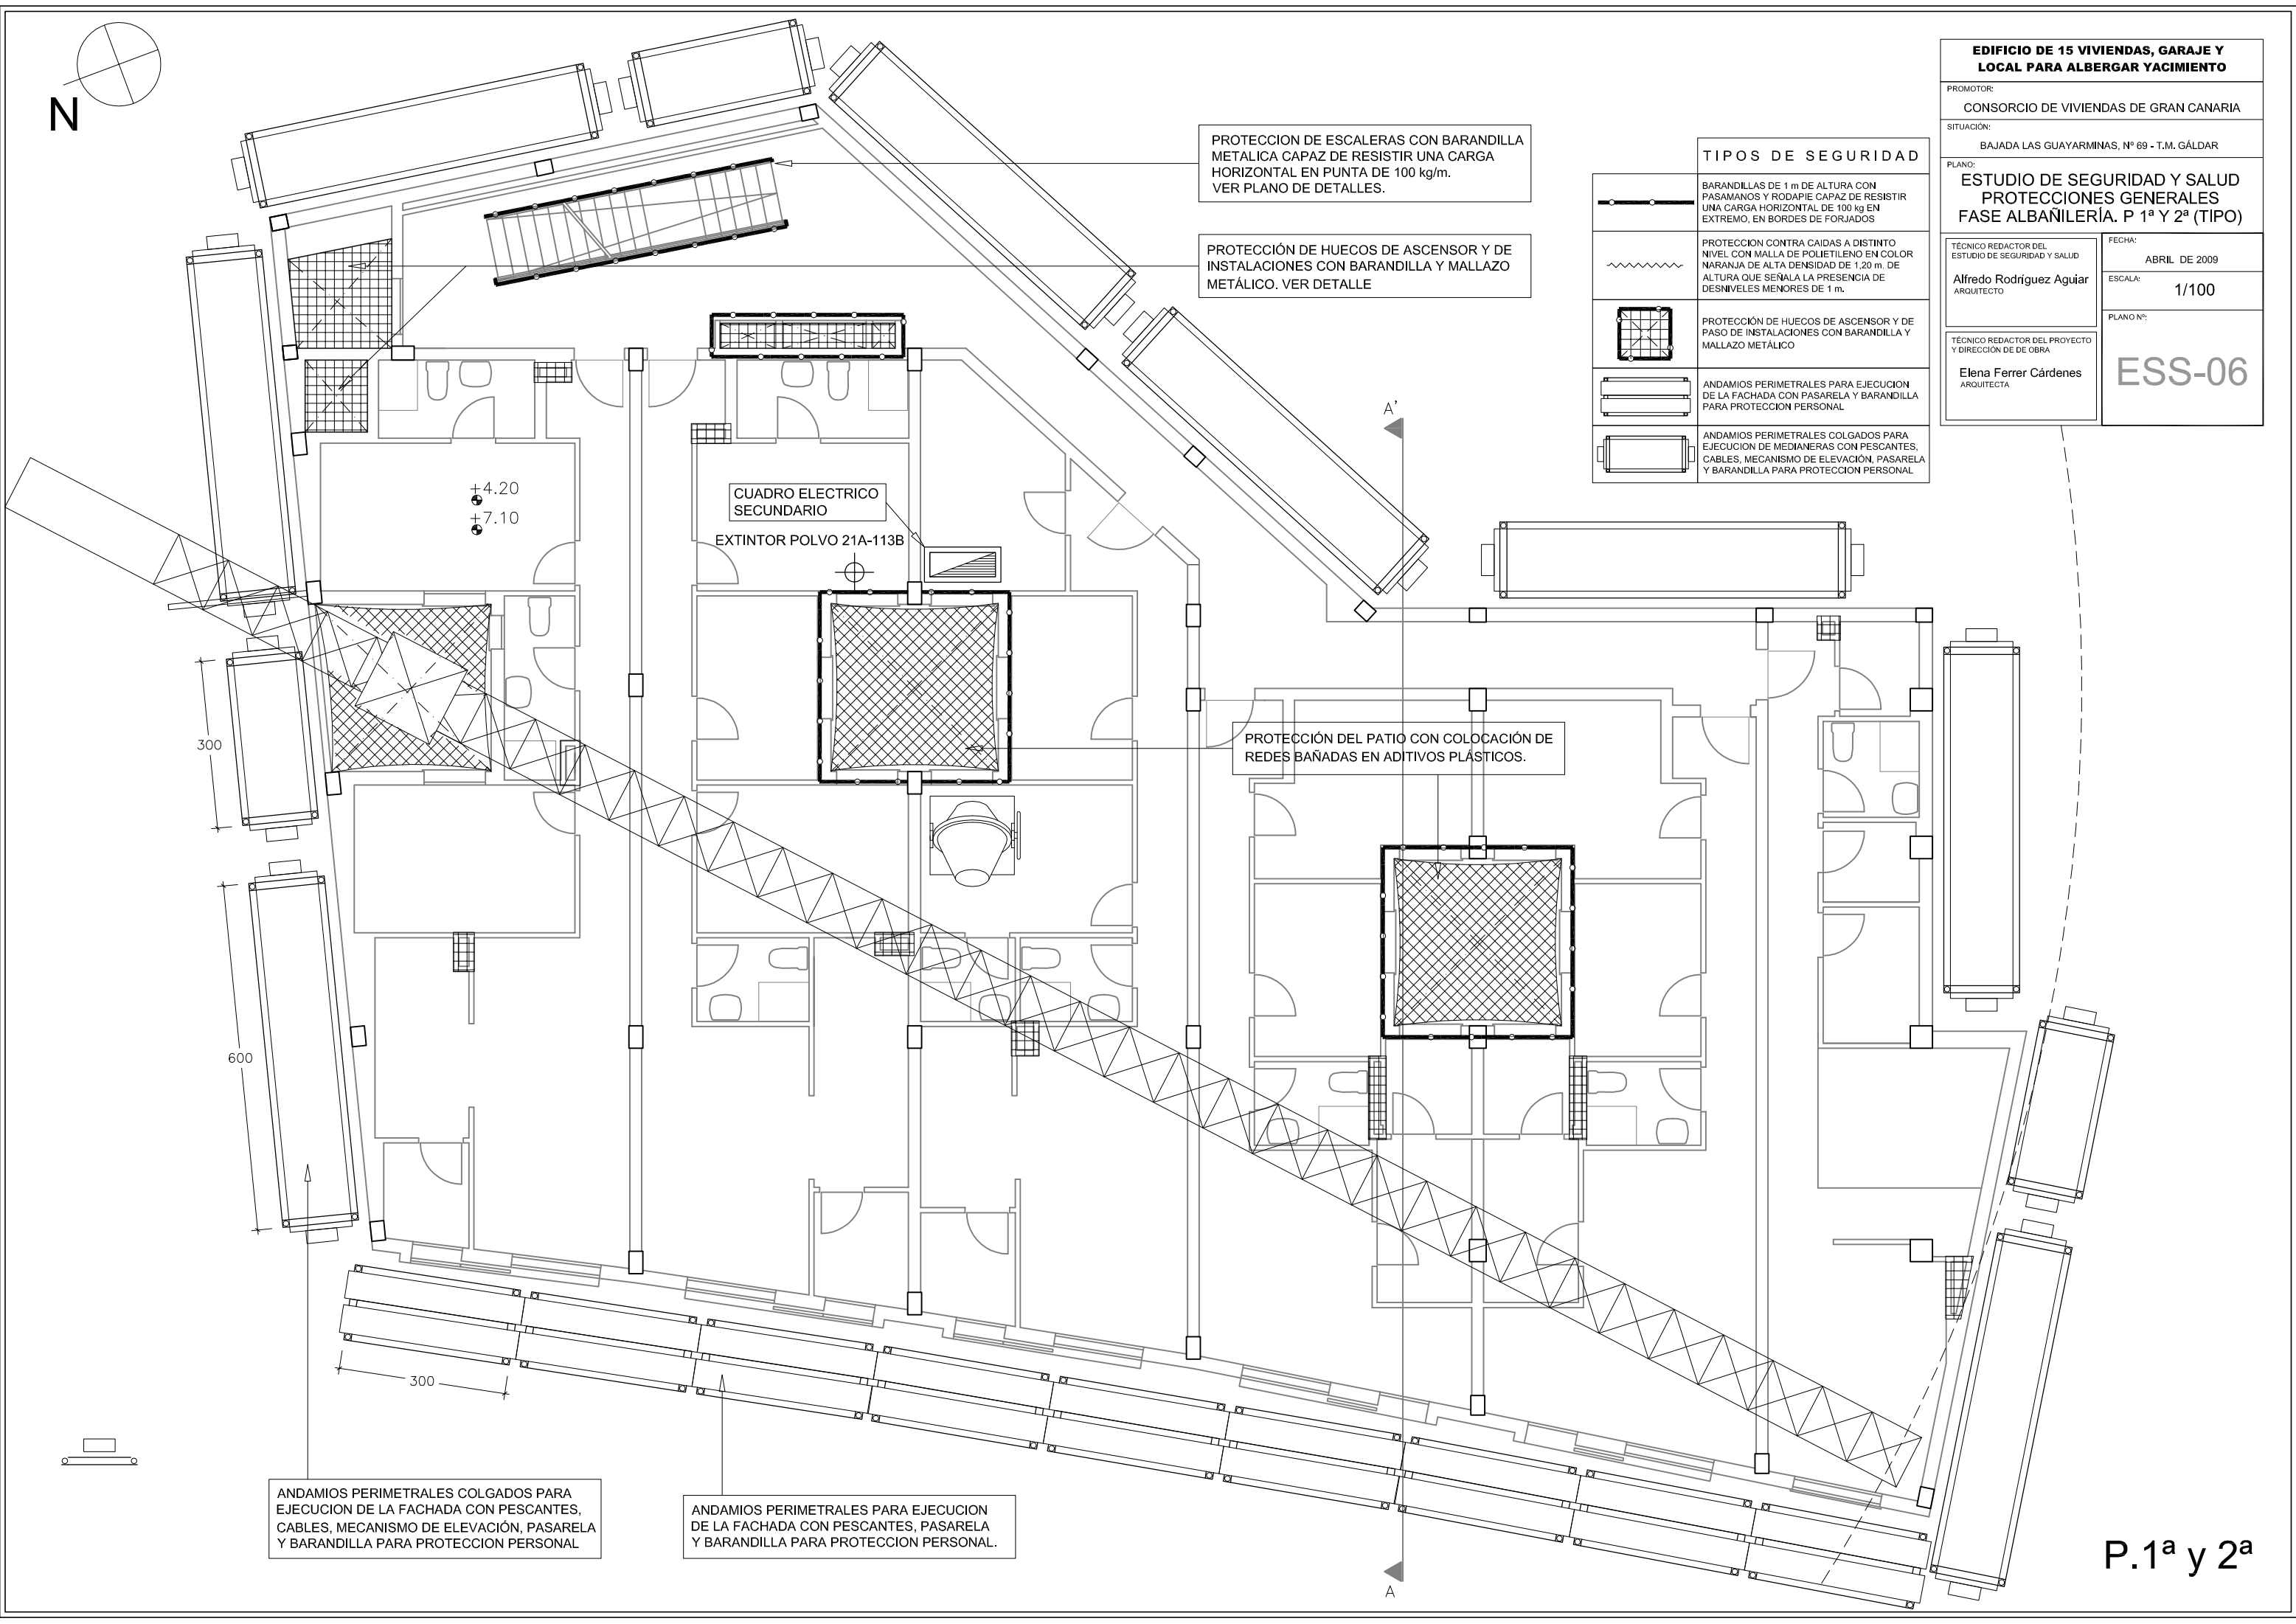 N
PROTECCION DE ESCALERAS CON BARANDILLA
METALICA CAPAZ DE RESISTIR UNA CARGA
HORIZONTAL EN PUNTA DE 100 kg/m.
VER PLANO DE DETALLES.
PROTECCIÓN DE HUECOS DE ASCENSOR Y DE
INSTALACIONES CON BARANDILLA Y MALLAZO
METÁLICO. VER DETALLE
TIPOS DE SEGURIDAD
BARANDILLAS DE 1 m DE ALTURA CON
PASAMANOS Y RODAPIE CAPAZ DE RESISTIR
UNA CARGA HORIZONTAL DE 100 kg EN
EXTREMO, EN BORDES DE FORJADOS
PROTECCION CONTRA CAIDAS A DISTINTO
NIVEL CON MALLA DE POLIETILENO EN COLOR
NARANJA DE ALTA DENSIDAD DE 1,20 m. DE
ALTURA QUE SEÑALA LA PRESENCIA DE
DESNIVELES MENORES DE 1 m.
PROTECCIÓN DE HUECOS DE ASCENSOR Y DE
PASO DE INSTALACIONES CON BARANDILLA Y
MALLAZO METÁLICO
ANDAMIOS PERIMETRALES PARA EJECUCION
DE LA FACHADA CON PASARELA Y BARANDILLA
PARA PROTECCION PERSONAL
ANDAMIOS PERIMETRALES COLGADOS PARA
EJECUCION DE MEDIANERAS CON PESCANTES,
CABLES, MECANISMO DE ELEVACIÓN, PASARELA
Y BARANDILLA PARA PROTECCION PERSONAL
EDIFICIO DE 15 VIVIENDAS, GARAJE Y
LOCAL PARA ALBERGAR YACIMIENTO
PROMOTOR:
CONSORCIO DE VIVIENDAS DE GRAN CANARIA
SITUACIÓN:
BAJADA LAS GUAYARMINAS, Nº 69 - T.M. GÁLDAR
PLANO:
ESTUDIO DE SEGURIDAD Y SALUD
PROTECCIONES GENERALES
FASE ALBAÑILERÍA. P 1ª Y 2ª (TIPO)
TÉCNICO REDACTOR DEL
ESTUDIO DE SEGURIDAD Y SALUD
Alfredo Rodríguez Aguiar
ARQUITECTO
FECHA:
ABRIL DE 2009
ESCALA:
1/100
TÉCNICO REDACTOR DEL PROYECTO
Y DIRECCIÓN DE DE OBRA
Elena Ferrer Cárdenes
ARQUITECTA
PLANO Nº:
ESS-06
A'
+4.20
+7.10
CUADRO ELECTRICO
SECUNDARIO
EXTINTOR POLVO 21A-113B
PROTECCIÓN DEL PATIO CON COLOCACIÓN DE
REDES BAÑADAS EN ADITIVOS PLÁSTICOS.
300
600
300
ANDAMIOS PERIMETRALES COLGADOS PARA
EJECUCION DE LA FACHADA CON PESCANTES,
CABLES, MECANISMO DE ELEVACIÓN, PASARELA
Y BARANDILLA PARA PROTECCION PERSONAL
ANDAMIOS PERIMETRALES PARA EJECUCION
DE LA FACHADA CON PESCANTES, PASARELA
Y BARANDILLA PARA PROTECCION PERSONAL.
A
P.1ª y 2ª